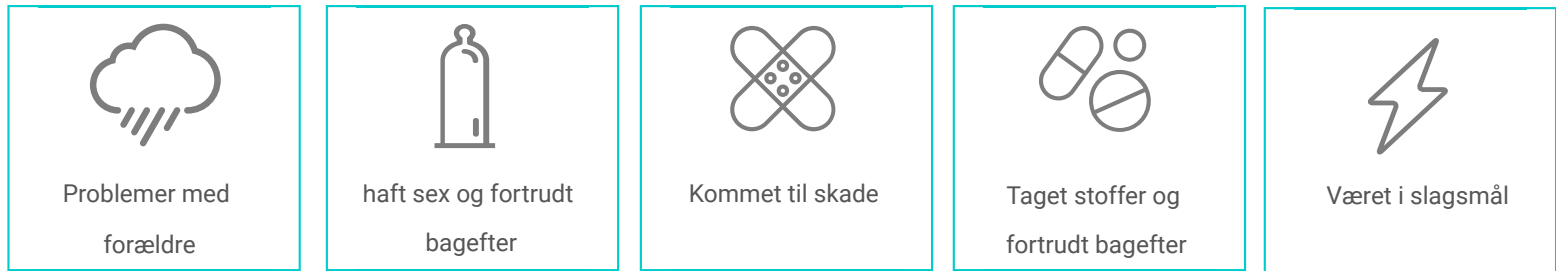 Problemer med
forældre
haft sex og fortrudt
bagefter
Kommet til skade
Taget stoffer og
fortrudt bagefter
Været i slagsmål